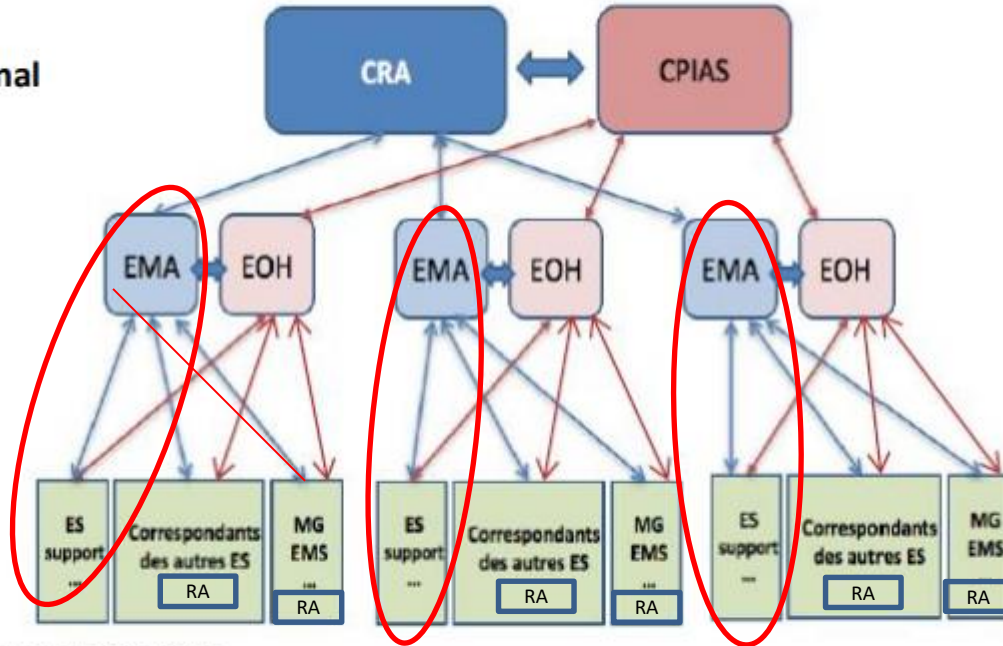 nal
CRA
CPIAS
EMA
EOH
EMA
EOH
EMA
EOH
ES
support
...
Correspondants
des autres ES
RA
MG
EMS
...
RA
ES
support
...
Correspondants
des autres ES
RA
MG
EMS
...
RA
ES
support
...
Correspondants
des autres ES
RA
MG
EMS
...
RA